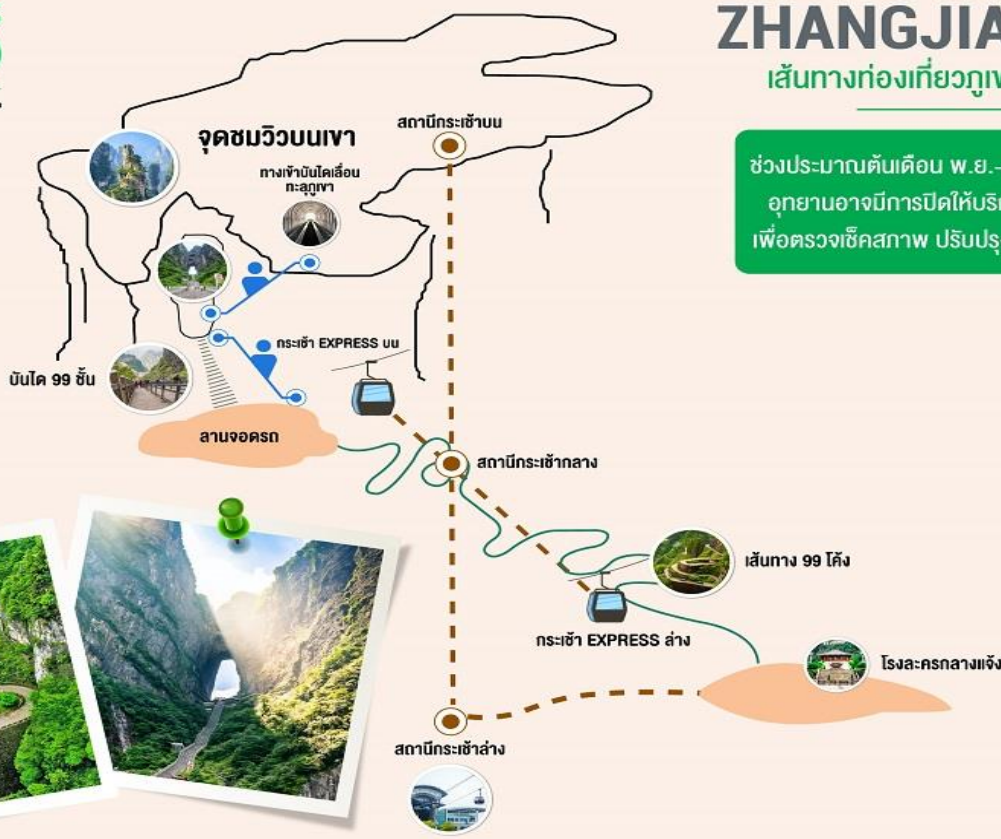 ZHANGJIA
เส้นทางท่องเที่ยวภูเ
ช่วงประมาณต้นเดือน พ.ย.-
อุทยานอาจมีการปิดให้บริ
เพื่อตรวจเช็คสภาพ ปรับปรุ
จุดชมวิวบนเขา
สถานีกระเช้าบน
ทางเข้าบันไดเลื่อน
ทะลุภูเขา
กระเช้า EXPRESS บน
บันได 99 ชั้น
ลานจอดรถ
สถานีกระเช้ากลาง
เส้นทาง 99 โค้ง
กระเช้า EXPRESS ล่าง
โรงละครกลางแจ้ง
สถานีกระเช้าล่าง